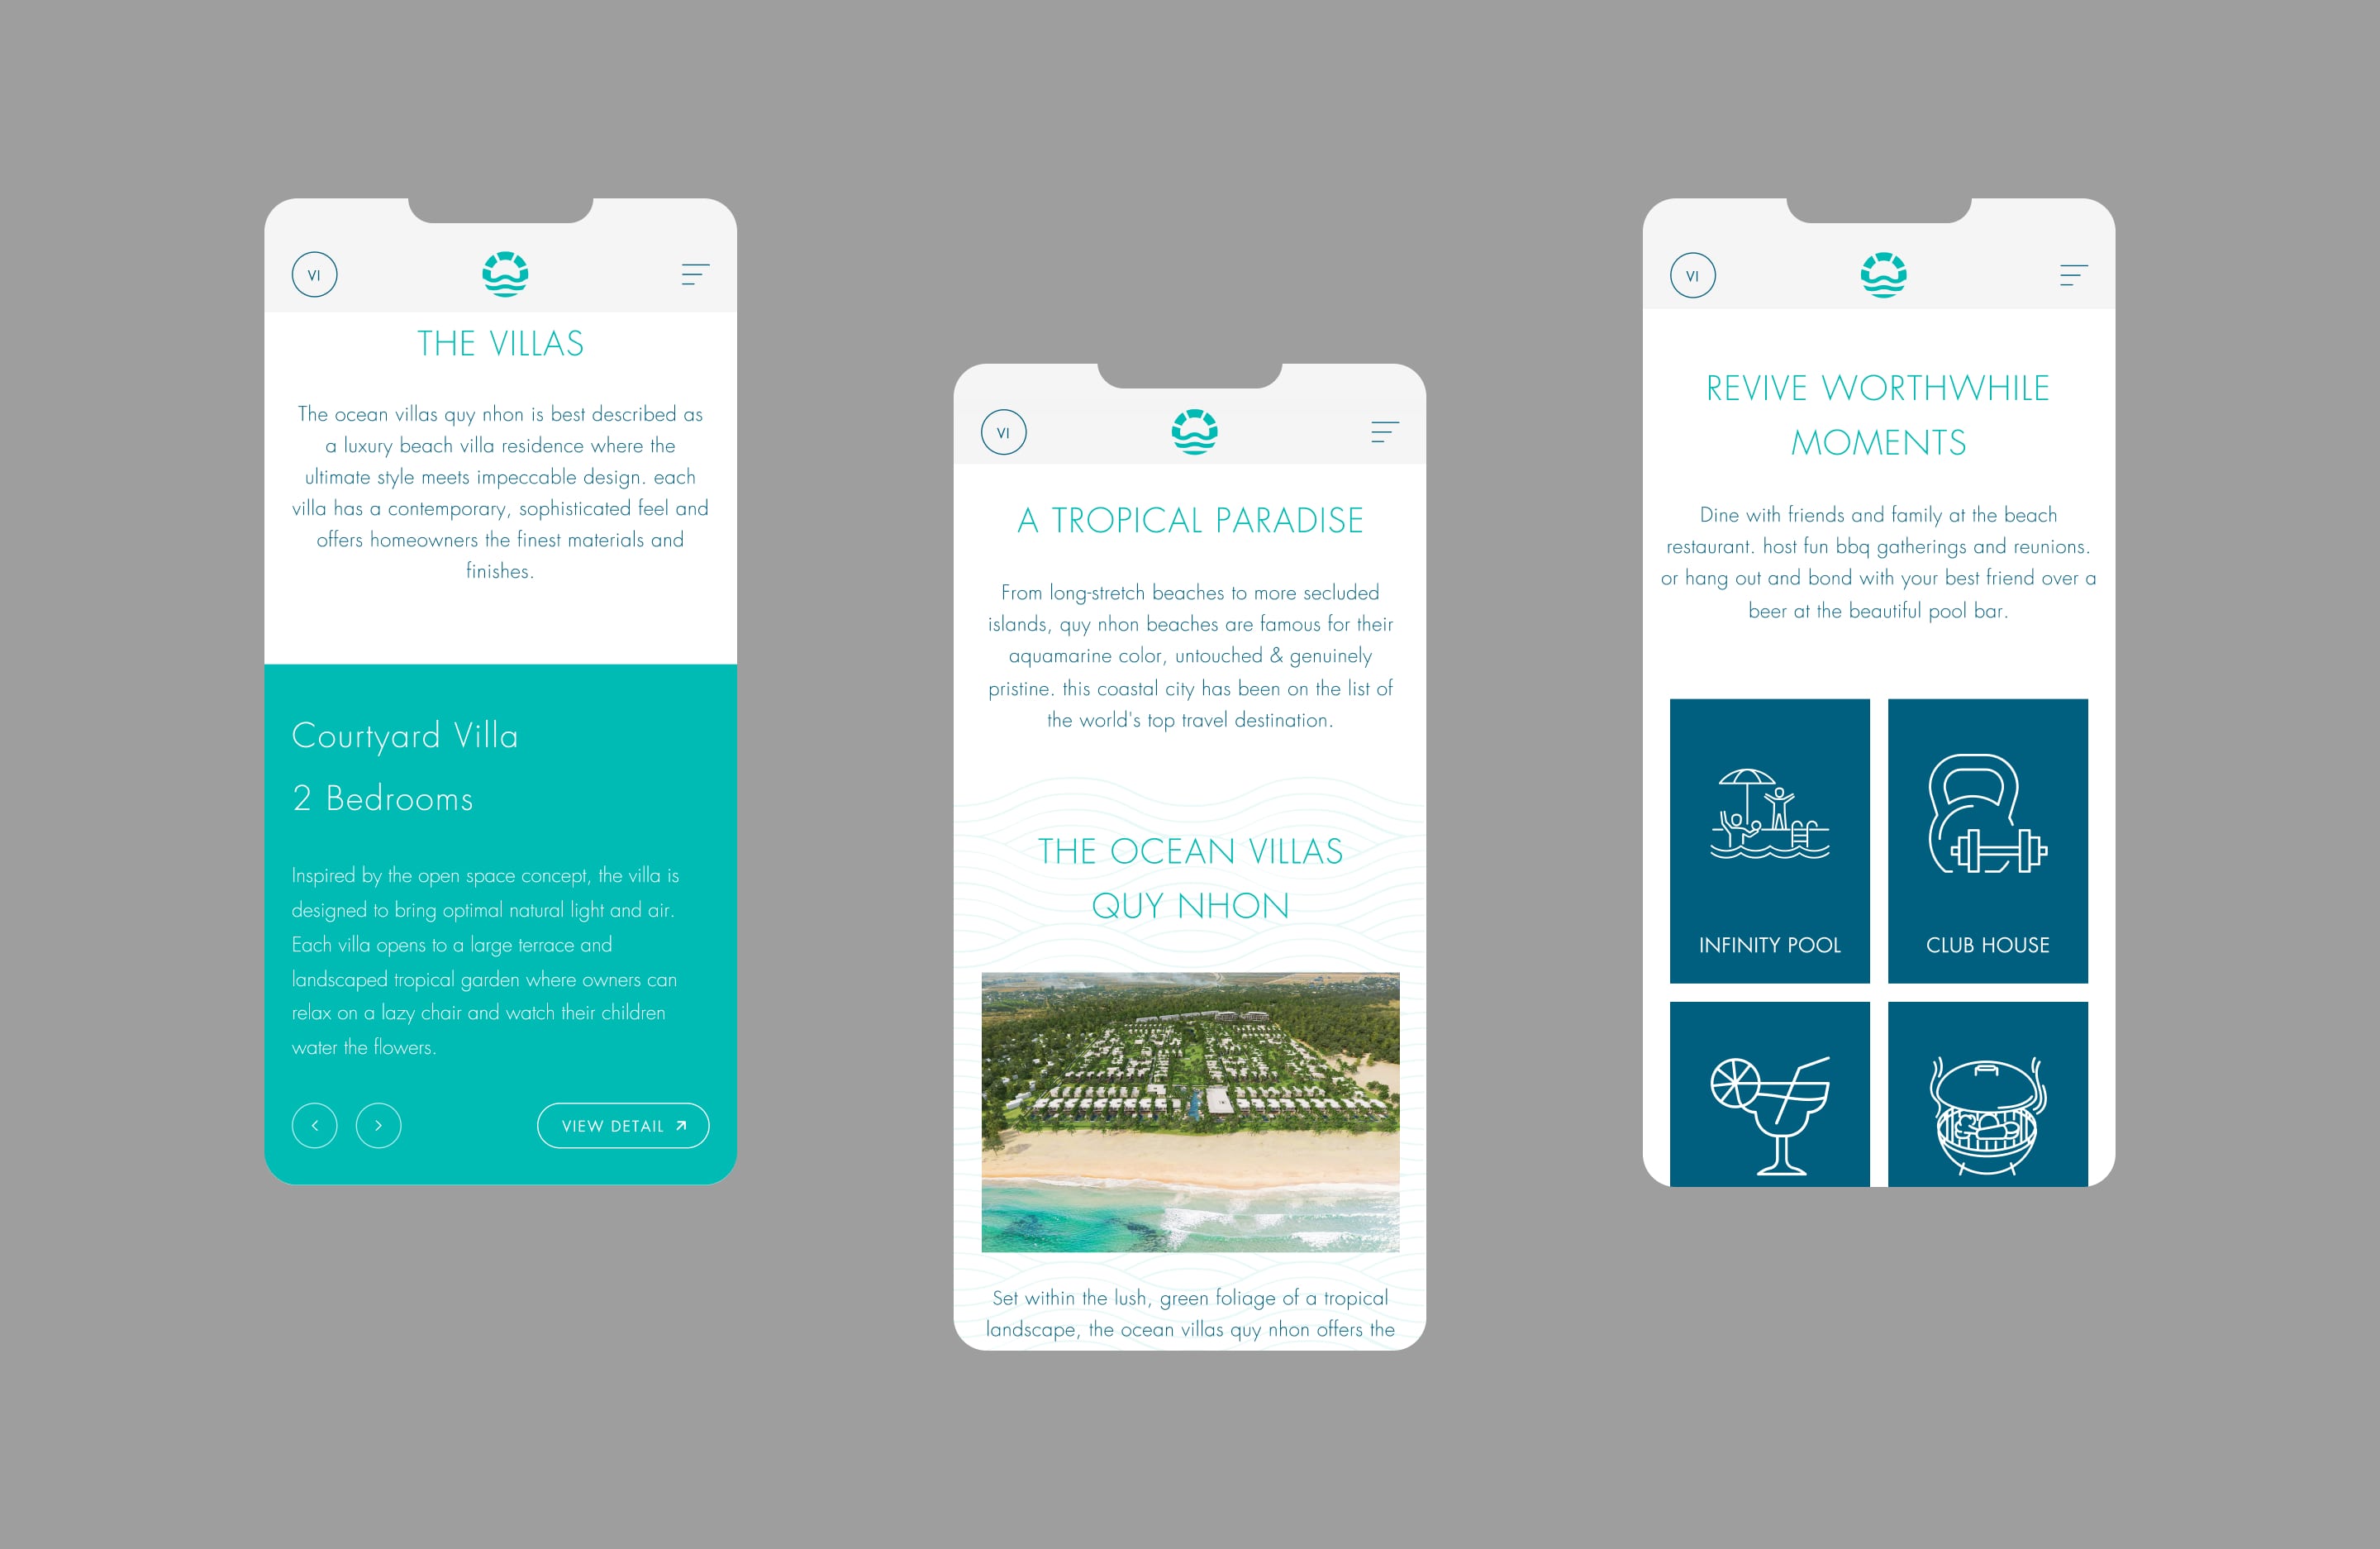 VI
THE VILLAS
The ocean villas quy nhon is best described as
a luxury beach villa residence where the
ultimate style meets impeccable design. each
villa has a contemporary, sophisticated feel and
offers homeowners the finest materials and
finishes.
Courtyard Villa
2 Bedrooms
Inspired by the open space concept, the villa is
designed to bring optimal natural light and air.
Each villa opens to a large terrace and
landscaped tropical garden where owners can
relax on a lazy chair and watch their children
water the flowers.
VIEW DETAIL
VI
A TROPICAL PARADISE
From long-stretch beaches to more secluded
islands, quy nhon beaches are famous for their
aquamarine color, untouched & genuinely
pristine. this coastal city has been on the list of
the world's top travel destination.
THE OCEAN VILLAS
QUY NHON
Set within the lush, green foliage of a tropical
landscape, the ocean villas quy nhon offers the
VI
REVIVE WORTHWHILE
MOMENTS
Dine with friends and family at the beach
restaurant. host fun bbq gatherings and reunions.
or hang out and bond with your best friend over a
beer at the beautiful pool bar.
INFINITY POOL
CLUB HOUSE